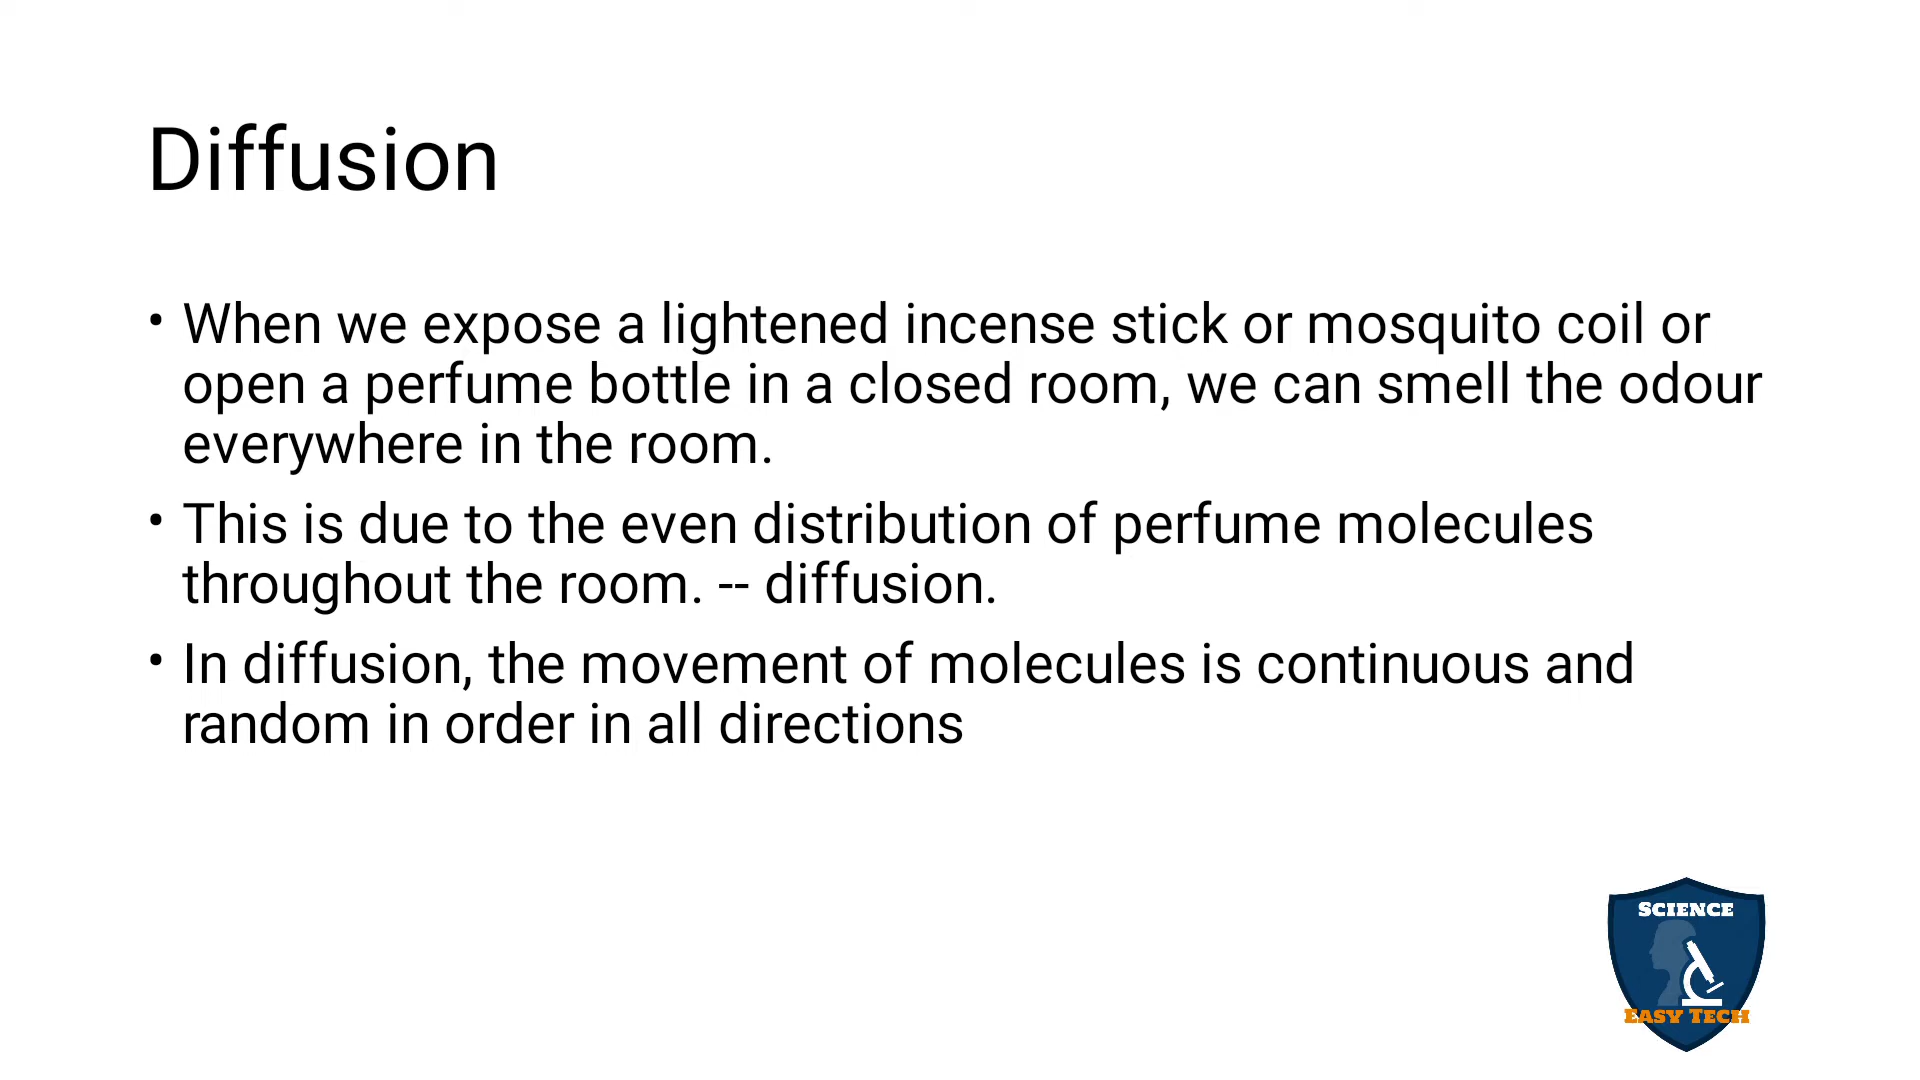 Diffusion
• When we expose a lightened incense stick or mosquito coil or
open a perfume bottle in a closed room, we can smell the odour
everywhere in the room.
• This is due to the even distribution of perfume molecules
throughout the room. -- diffusion.
• In diffusion, the movement of molecules is continuous and
random in order in all directions
SCIENCE
EASY TECH